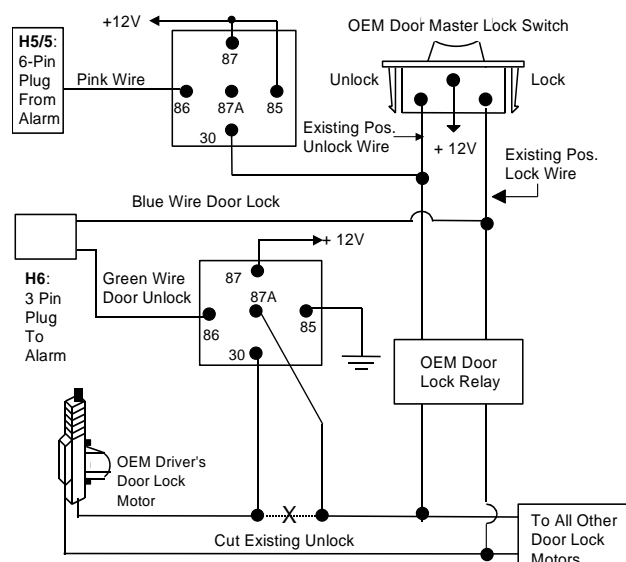 H5/5:
6-Pin
Plug
From
Alarm
Pink Wire
+12V
87
86
87A
85
30
OEM Door Master Lock Switch
Unlock
Lock
+ 12V
Existing Pos.
Unlock Wire
Existing Pos.
Lock Wire
Blue Wire Door Lock
H6:
3 Pin
Plug
To
Alarm
Green Wire
Door Unlock
+ 12V
87
87A
86
85
30
OEM Door
Lock Relay
OEM Driver's
Door Lock
Motor
X
Cut Existing Unlock
To All Other
Door Lock
Motors